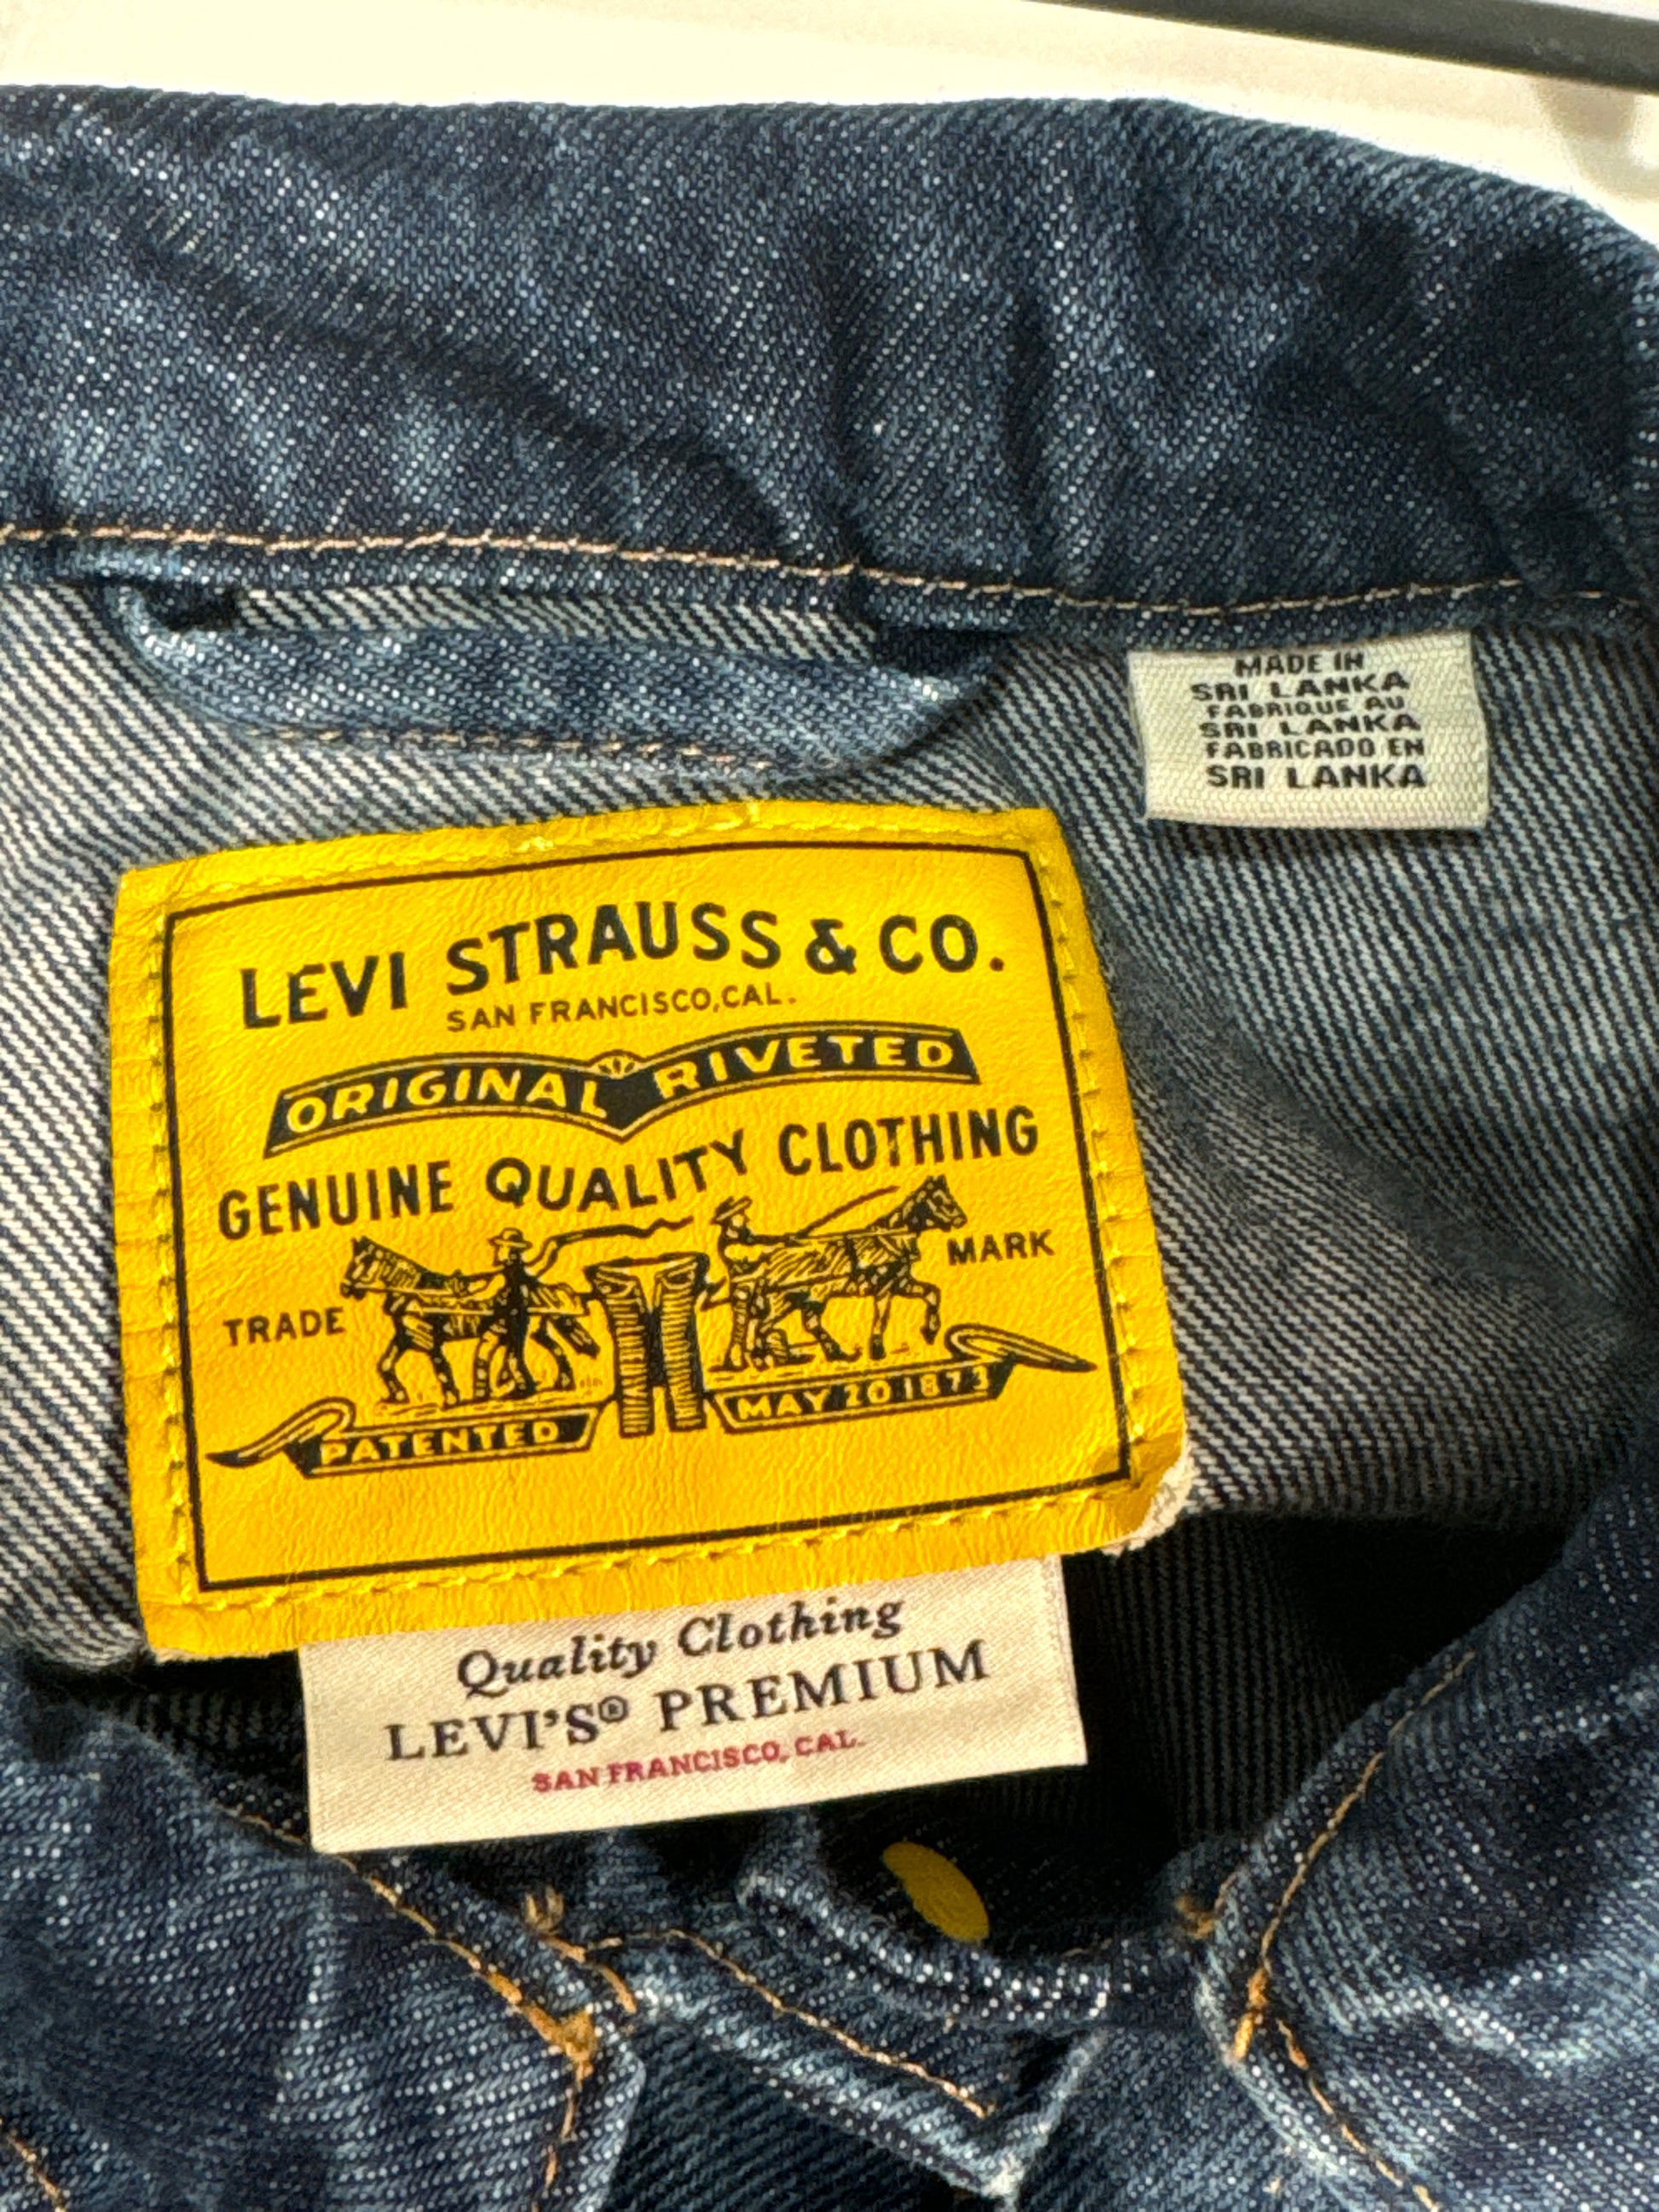 MADE IN
SRI LANKA
FABRIQUE AU
SRI LANKA
FABRICADO EN
SRI LANKA
LEVI STRAUSS & CO.
SAN FRANCISCO, CAL.
ORIGINAL RIVETED
GENUINE QUALITY CLOTHING
TRADE MARK
PATENTED MAY 20 1873
Quality Clothing
LEVI'S® PREMIUM
SAN FRANCISCO, CAL.